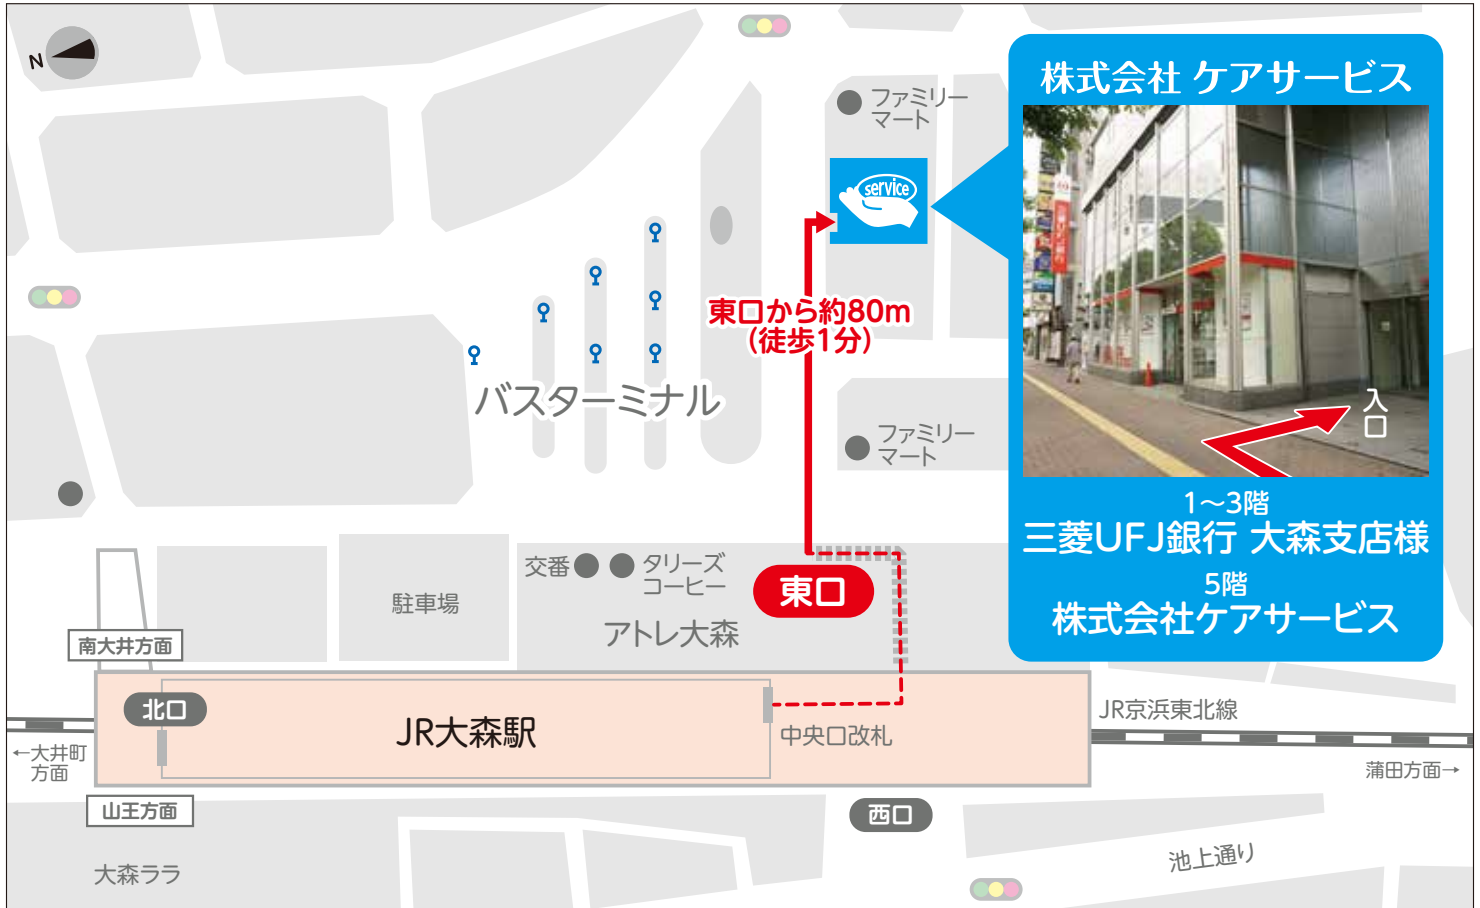 N
株式会社 ケアサービス
ファミリー
マート
service
東口から約80m
(徒歩1分)
バスターミナル
ファミリー
マート
入口
1～3階
三菱UFJ銀行 大森支店様
5階
株式会社ケアサービス
交番
タリーズ
コーヒー
東口
駐車場
アトレ大森
南大井方面
北口
JR大森駅
中央口改札
JR京浜東北線
←大井町
方面
蒲田方面→
山王方面
西口
大森ララ
池上通り